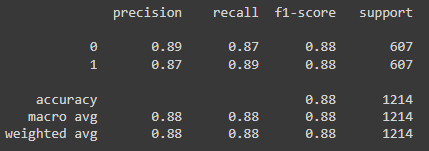 precision recall f1-score support
0 0.89 0.87 0.88 607
1 0.87 0.89 0.88 607
accuracy 0.88 1214
macro avg 0.88 0.88 0.88 1214
weighted avg 0.88 0.88 0.88 1214